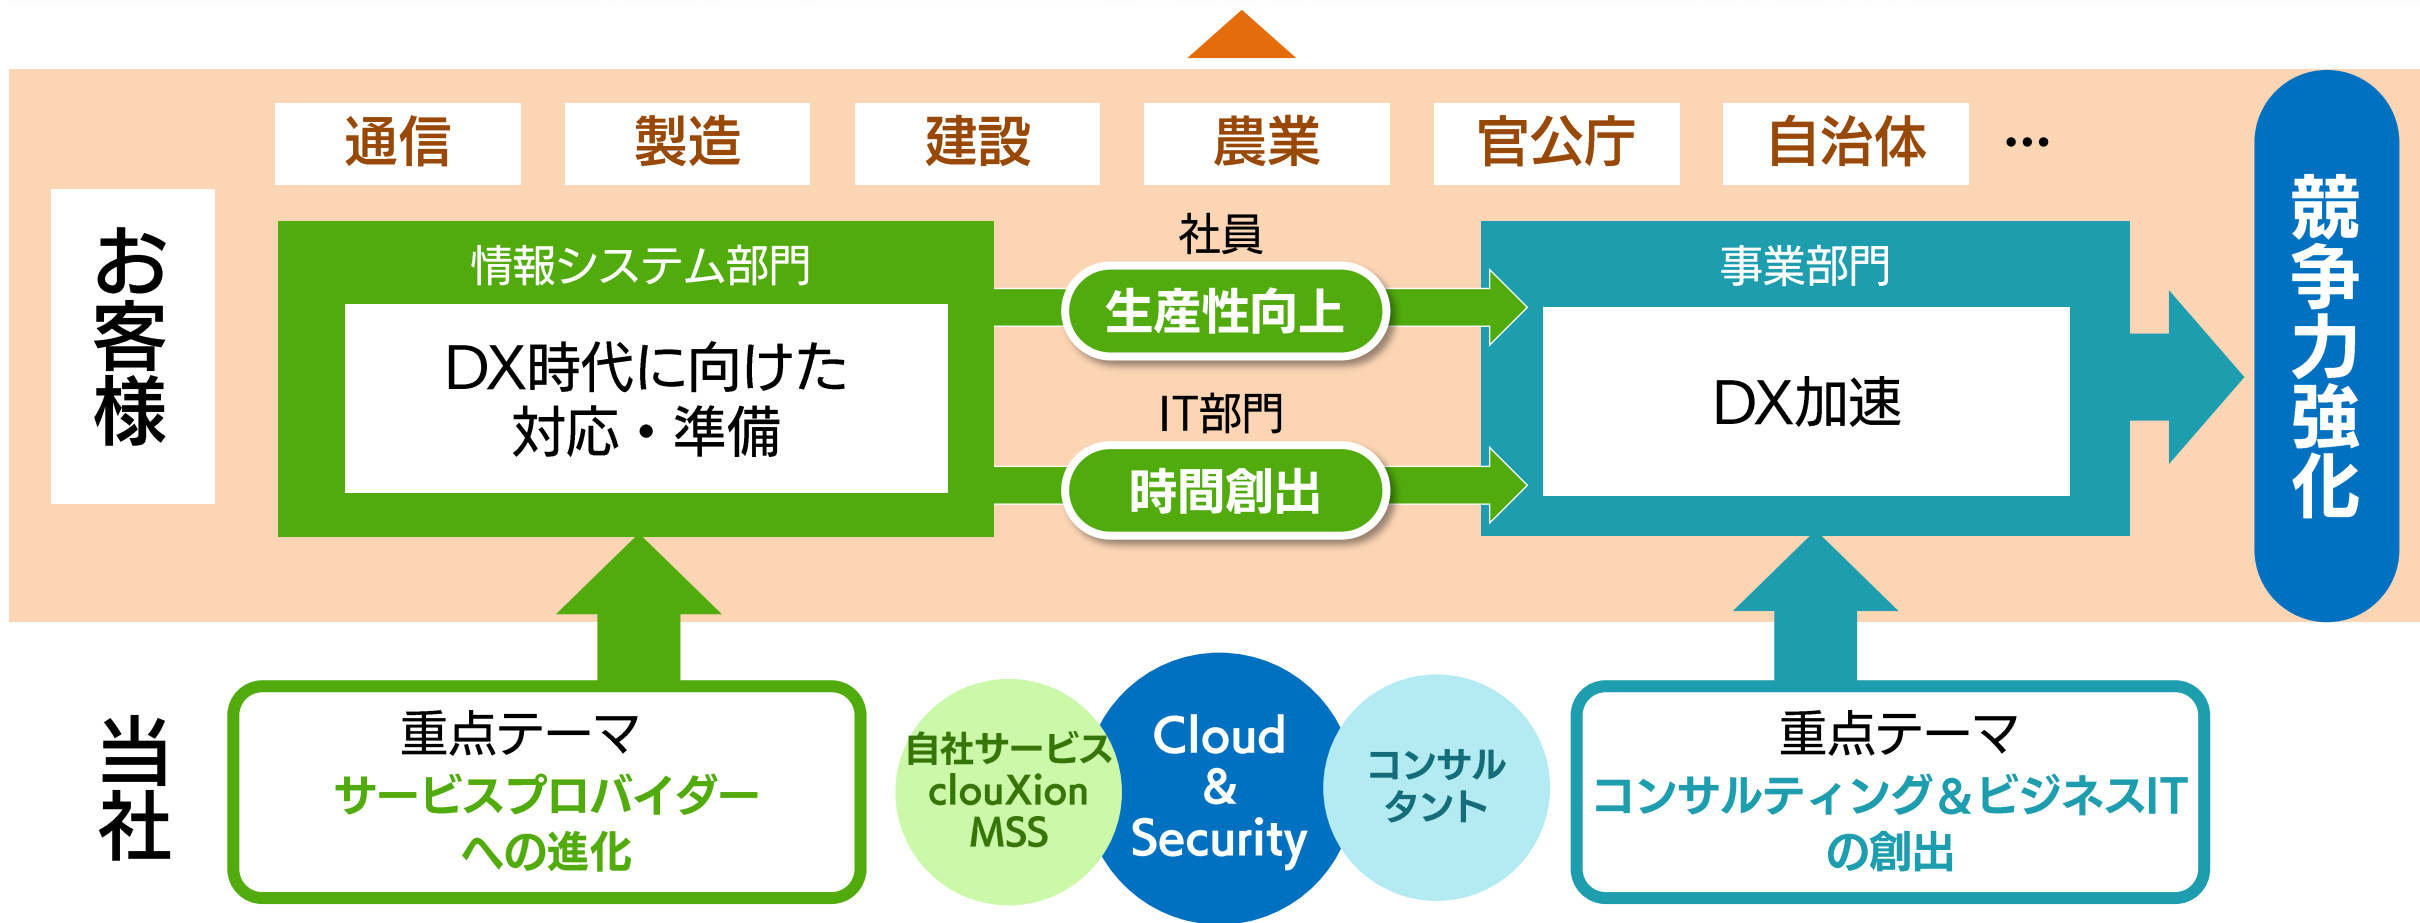 通信
製造
建設
農業
官公庁
自治体
…
お客様
情報システム部門
DX時代に向けた
対応・準備
社員
生産性向上
IT部門
時間創出
事業部門
DX加速
競争力強化
当社
重点テーマ
サービスプロバイダー
への進化
自社サービス
clouXion
MSS
Cloud
&
Security
コンサル
タント
重点テーマ
コンサルティング＆ビジネスIT
の創出